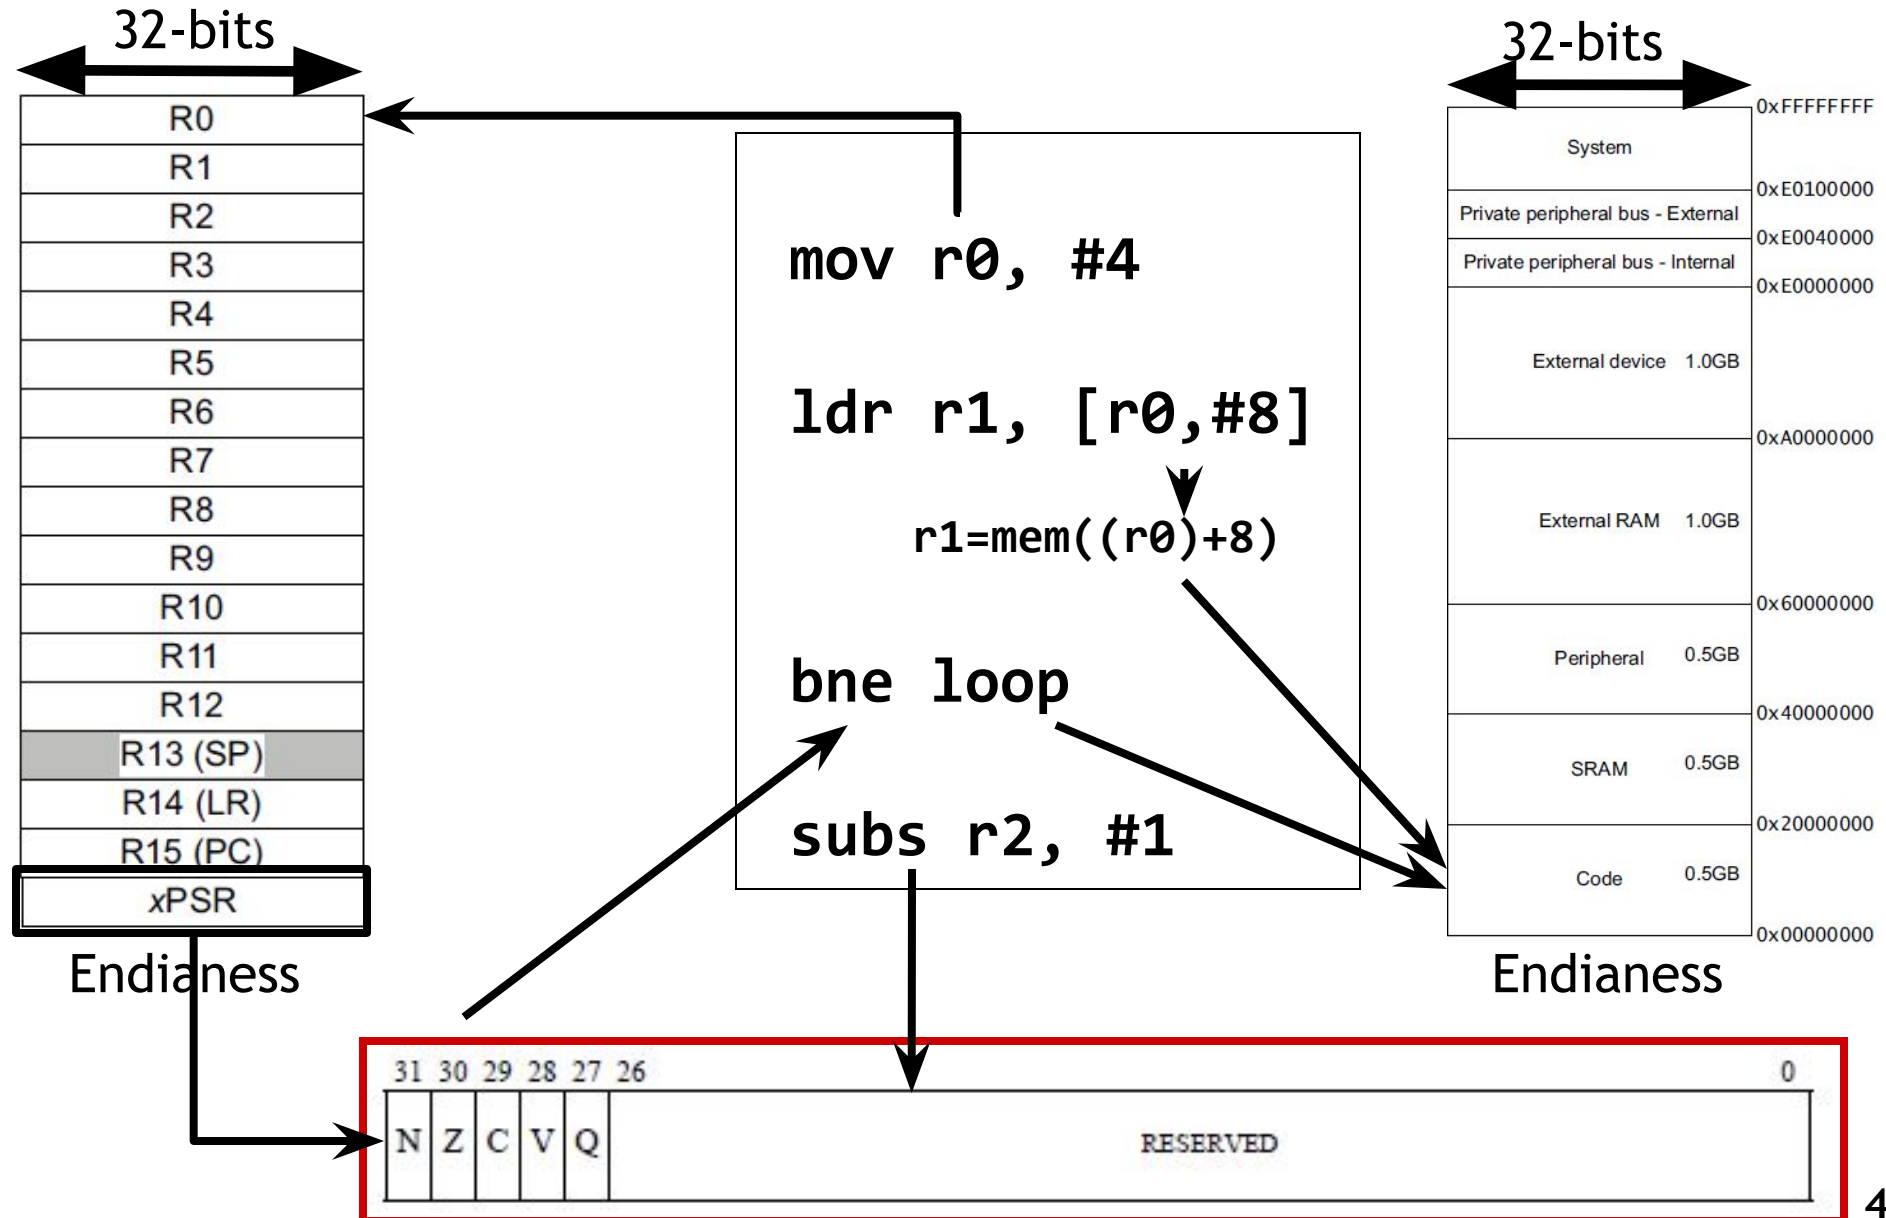 32-bits
R0
R1
R2
R3
R4
R5
R6
R7
R8
R9
R10
R11
R12
R13 (SP)
R14 (LR)
R15 (PC)
xPSR
Endianess
mov r0, #4
ldr r1, [r0,#8]
r1=mem((r0)+8)
bne loop
subs r2, #1
32-bits
0xFFFFFFFF
System
0xE0100000
Private peripheral bus - External
0xE0040000
Private peripheral bus - Internal
0xE0000000
External device 1.0GB
0xA0000000
External RAM 1.0GB
0x60000000
Peripheral 0.5GB
0x40000000
SRAM 0.5GB
0x20000000
Code 0.5GB
0x00000000
Endianess
31 30 29 28 27 26 0
N Z C V Q RESERVED
4